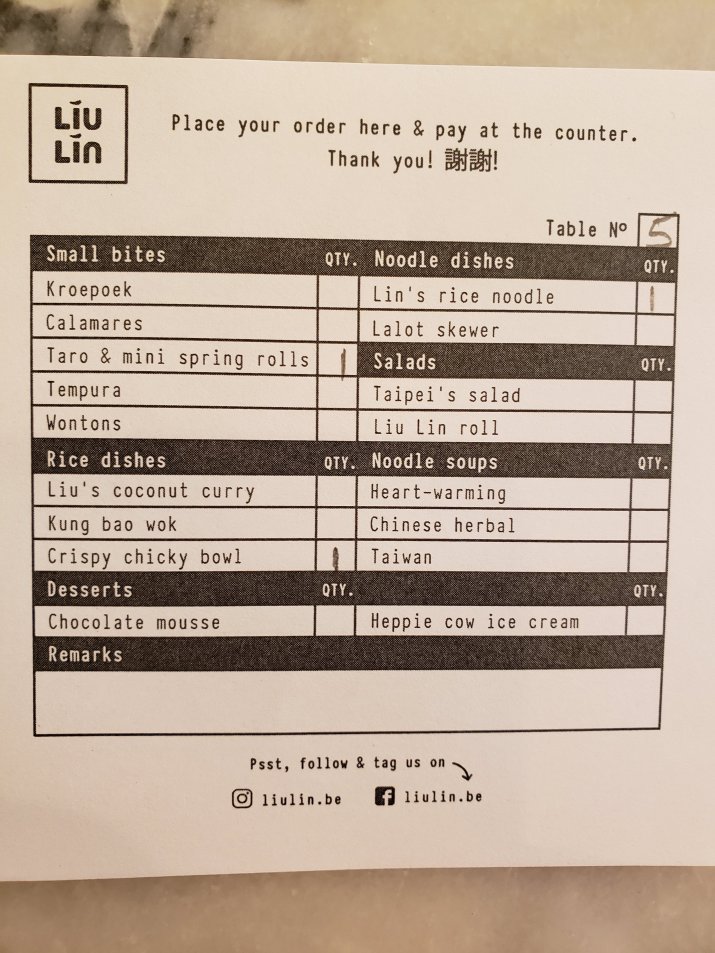 LÍU
LÍN
Place your order here & pay at the counter.
Thank you! 謝謝!
Table Nº 5
Small bites QTY. Noodle dishes QTY.
Kroepoek Lin's rice noodle 1
Calamares Lalot skewer
Taro & mini spring rolls 1 Salads QTY.
Tempura Taipei's salad
Wontons Liu Lin roll
Rice dishes QTY. Noodle soups QTY.
Liu's coconut curry Heart-warming
Kung bao wok Chinese herbal
Crispy chicky bowl 1 Taiwan
Desserts QTY. QTY.
Chocolate mousse Heppie cow ice cream
Remarks
Psst, follow & tag us on
liulin.be liulin.be